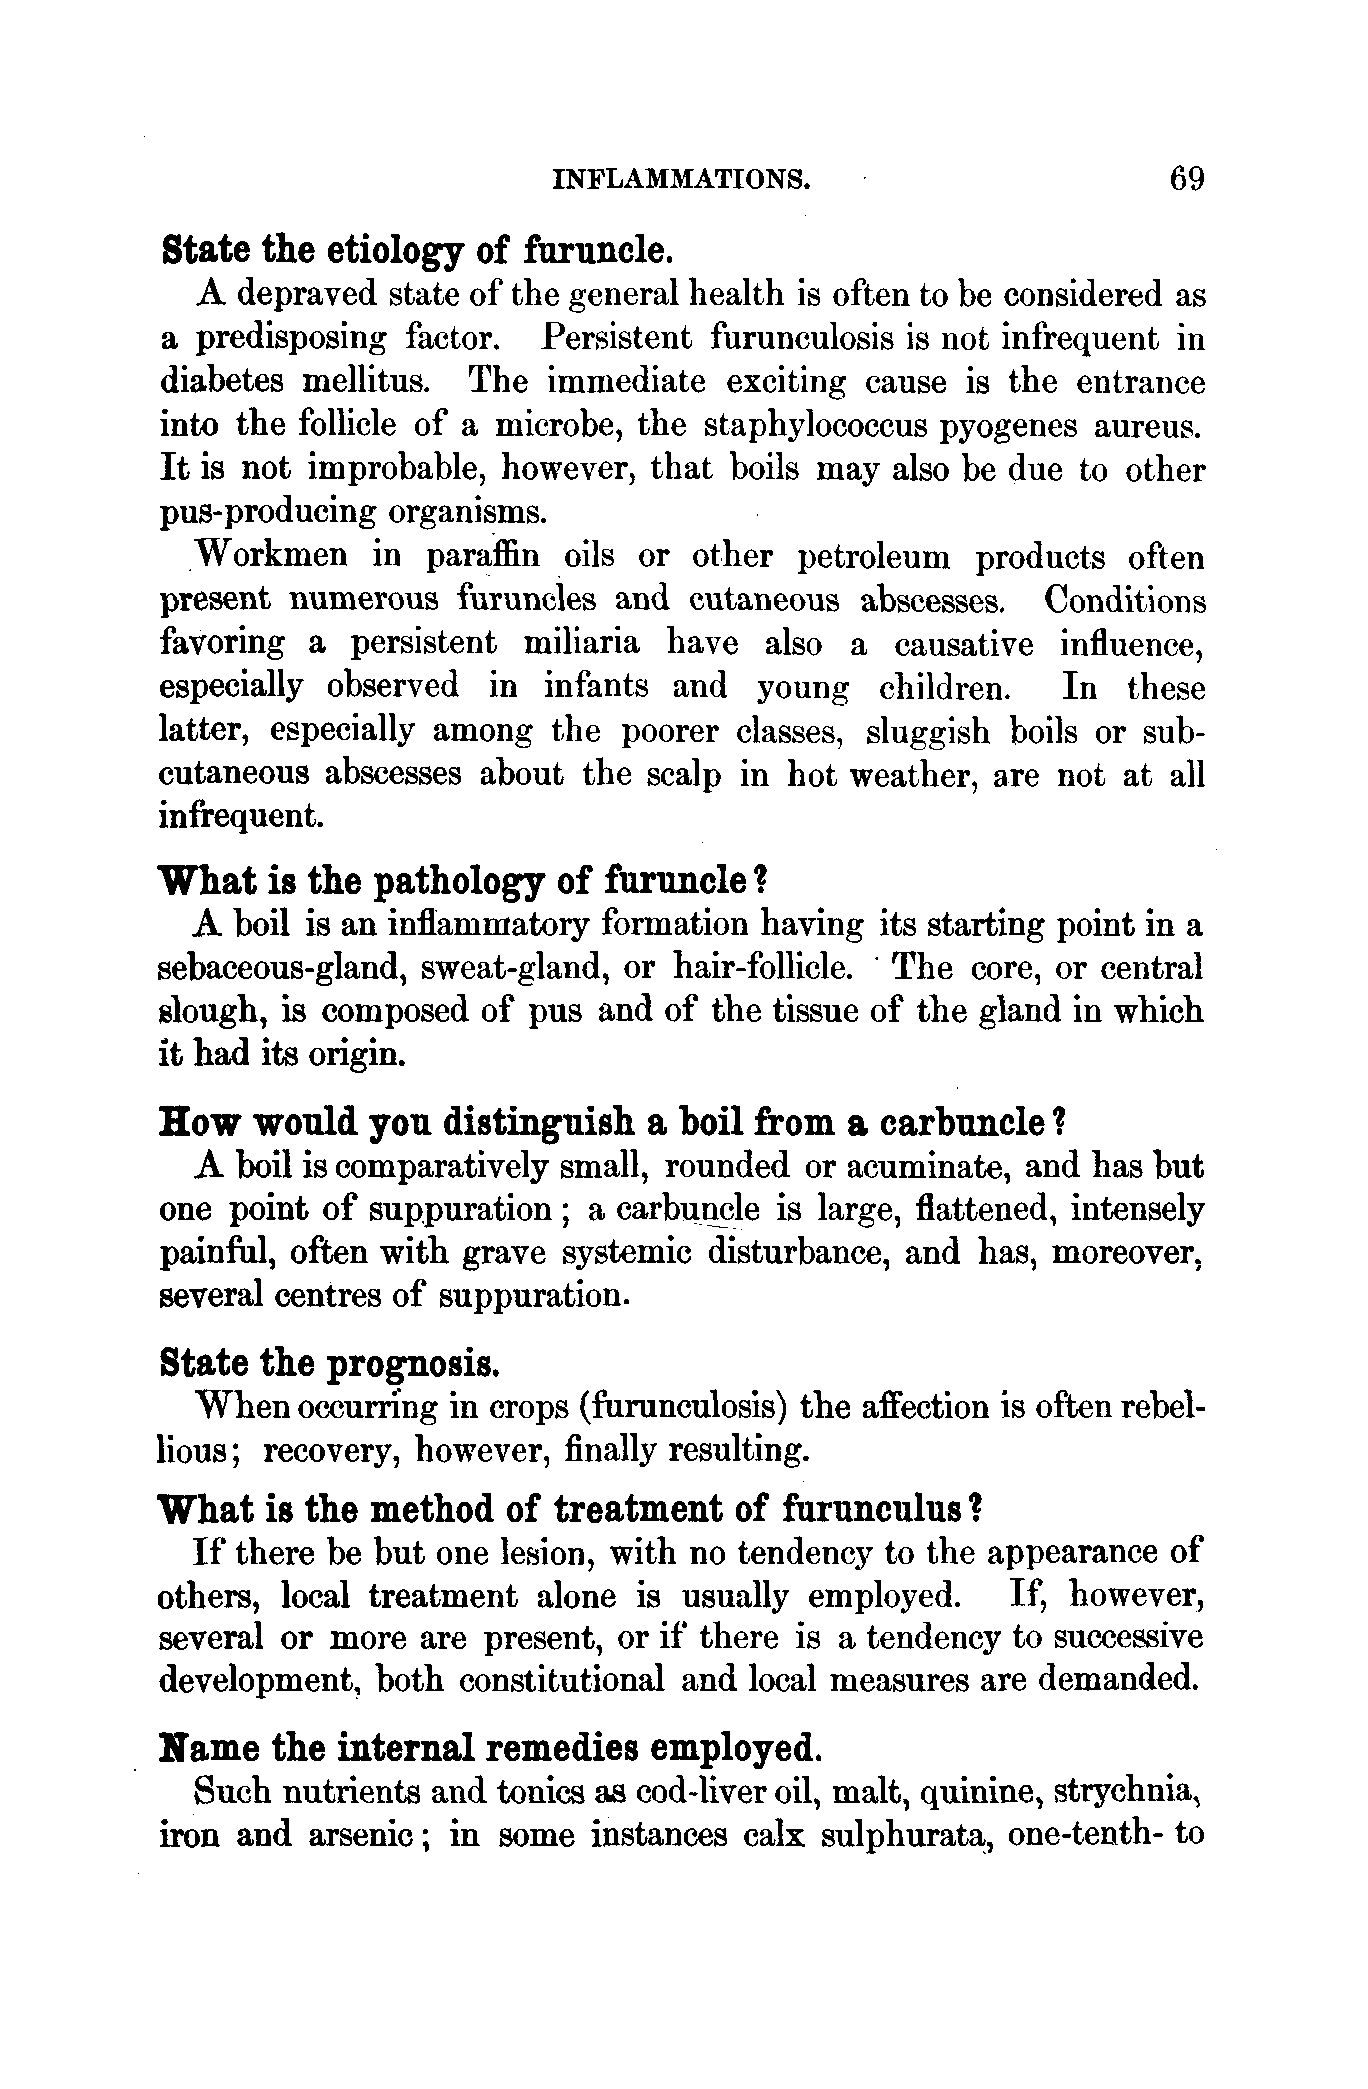 INFLAMMATIONS. 69
State the etiology of furuncle.
A depraved state of the general health is often to be considered as
a predisposing factor. Persistent furunculosis is not infrequent in
diabetes mellitus. The immediate exciting cause is the entrance
into the follicle of a microbe, the staphylococcus pyogenes aureus.
It is not improbable, however, that boils may also be due to other
pus-producing organisms.
Workmen in paraffin oils or other petroleum products often
present numerous furuncles and cutaneous abscesses. Conditions
favoring a persistent miliaria have also a causative influence,
especially observed in infants and young children. In these
latter, especially among the poorer classes, sluggish boils or sub-
cutaneous abscesses about the scalp in hot weather, are not at all
infrequent.
What is the pathology of furuncle?
A boil is an inflammatory formation having its starting point in a
sebaceous-gland, sweat-gland, or hair-follicle. The core, or central
slough, is composed of pus and of the tissue of the gland in which
it had its origin.
How would you distinguish a boil from a carbuncle?
A boil is comparatively small, rounded or acuminate, and has but
one point of suppuration; a carbuncle is large, flattened, intensely
painful, often with grave systemic disturbance, and has, moreover,
several centres of suppuration.
State the prognosis.
When occurring in crops (furunculosis) the affection is often rebel-
lious; recovery, however, finally resulting.
What is the method of treatment of furunculus?
If there be but one lesion, with no tendency to the appearance of
others, local treatment alone is usually employed. If, however,
several or more are present, or if there is a tendency to successive
development, both constitutional and local measures are demanded.
Name the internal remedies employed.
Such nutrients and tonics as cod-liver oil, malt, quinine, strychnia,
iron and arsenic; in some instances calx sulphurata, one-tenth- to